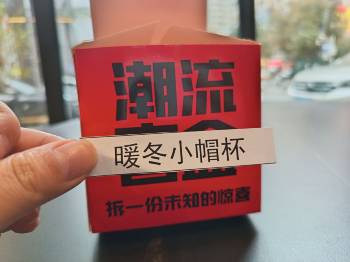 潮流
暖冬小帽杯
拆一份未知的惊喜